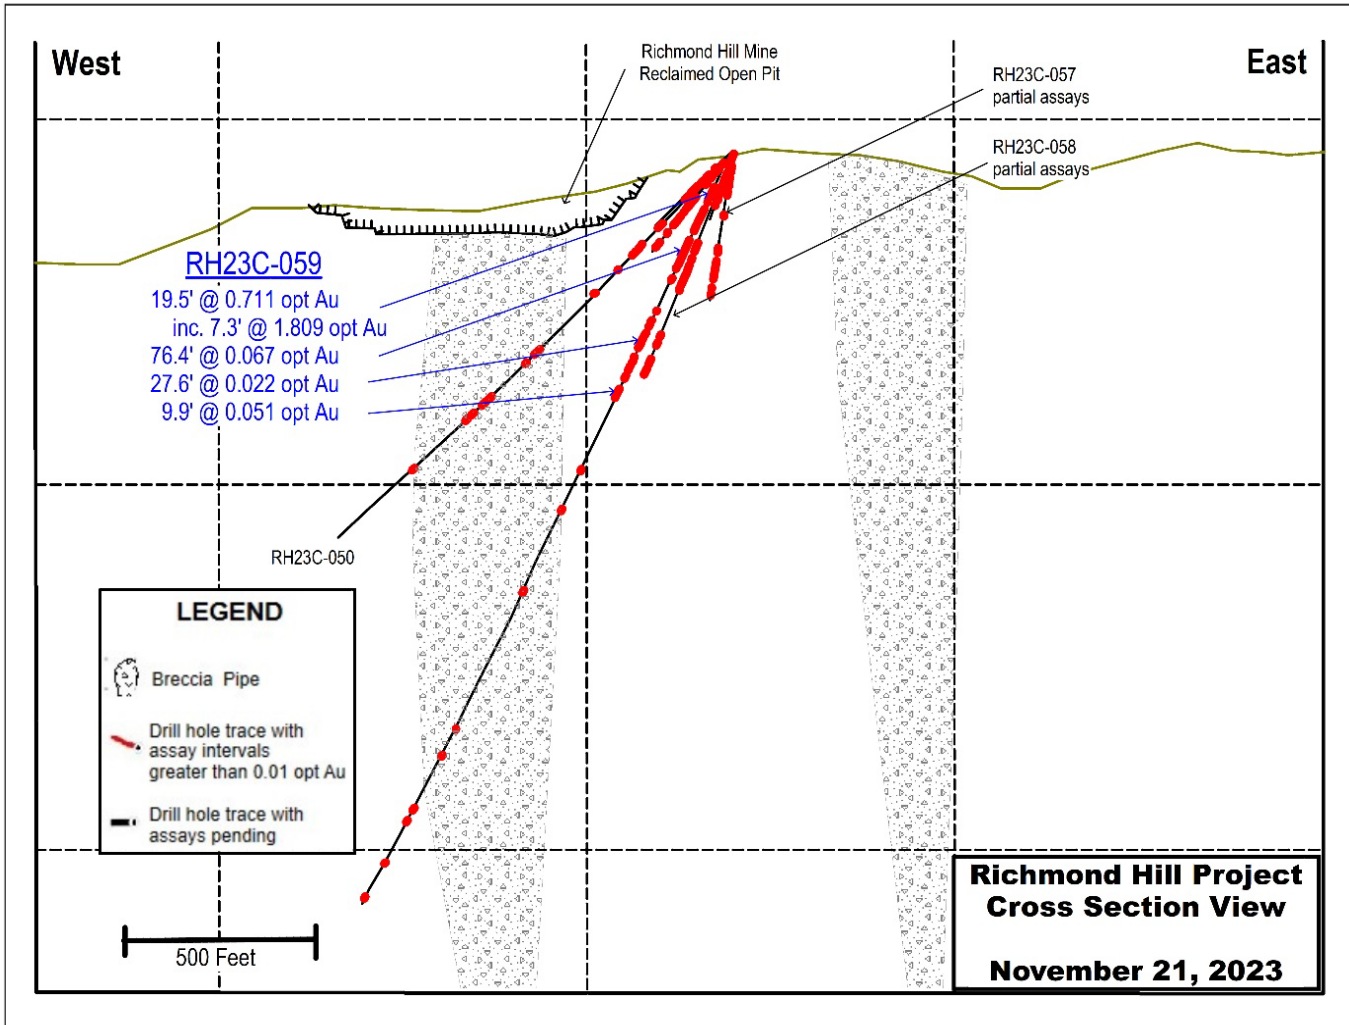 West
East
Richmond Hill Mine
Reclaimed Open Pit
RH23C-057
partial assays
RH23C-058
partial assays
RH23C-059
19.5' @ 0.711 opt Au
inc. 7.3' @ 1.809 opt Au
76.4' @ 0.067 opt Au
27.6' @ 0.022 opt Au
9.9' @ 0.051 opt Au
RH23C-050
LEGEND
Breccia Pipe
Drill hole trace with
assay intervals
greater than 0.01 opt Au
Drill hole trace with
assays pending
500 Feet
Richmond Hill Project
Cross Section View
November 21, 2023